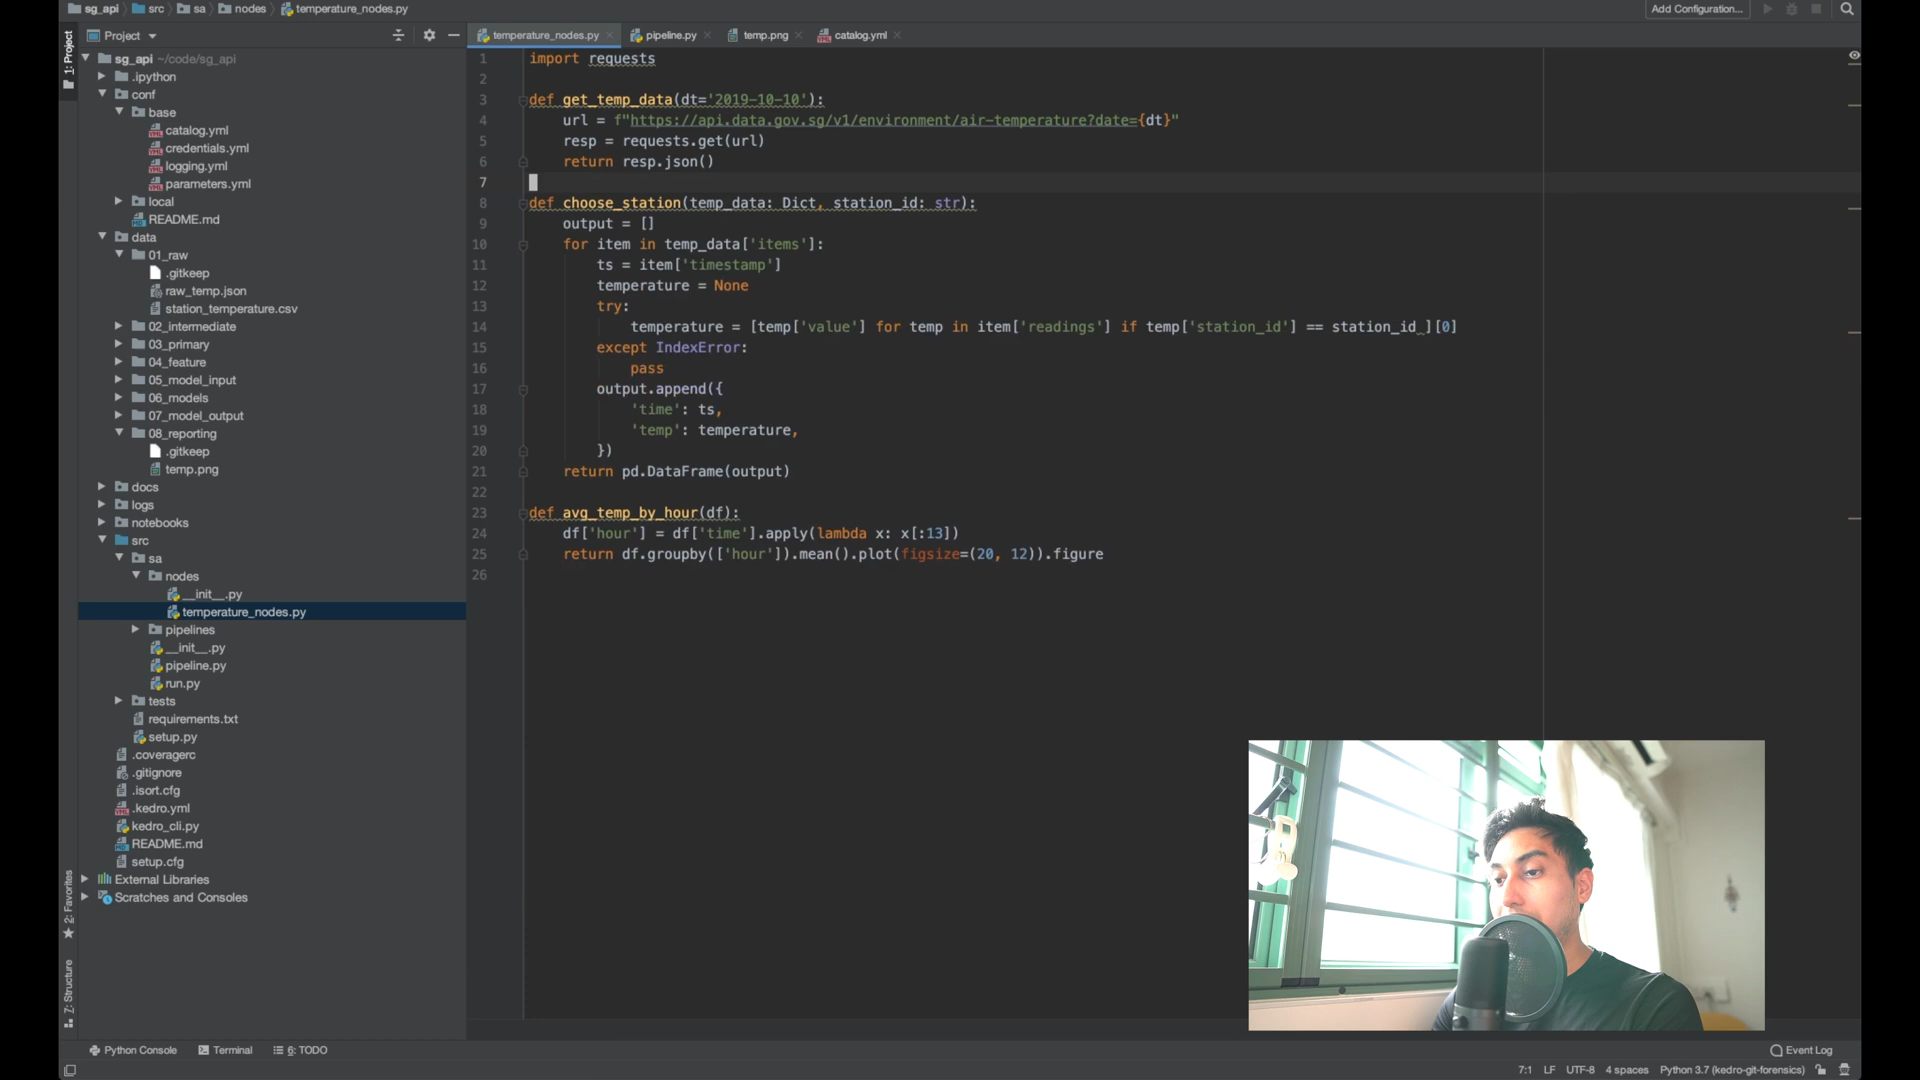 sg_api src sa nodes temperature_nodes.py Add Configuration...
Project
temperature_nodes.py pipeline.py temp.png catalog.yml
1: Project
sg_api ~/code/sg_api
.ipython
conf
base
catalog.yml
credentials.yml
logging.yml
parameters.yml
local
README.md
data
01_raw
.gitkeep
raw_temp.json
station_temperature.csv
02_intermediate
03_primary
04_feature
05_model_input
06_models
07_model_output
08_reporting
.gitkeep
temp.png
docs
logs
notebooks
src
sa
nodes
__init__.py
temperature_nodes.py
pipelines
__init__.py
pipeline.py
run.py
tests
requirements.txt
setup.py
.coveragerc
.gitignore
.isort.cfg
.kedro.yml
kedro_cli.py
README.md
setup.cfg
External Libraries
Scratches and Consoles
2: Favorites
7: Structure
1 import requests
2
3 def get_temp_data(dt='2019-10-10'):
4 url = f"https://api.data.gov.sg/v1/environment/air-temperature?date={dt}"
5 resp = requests.get(url)
6 return resp.json()
7
8 def choose_station(temp_data: Dict, station_id: str):
9 output = []
10 for item in temp_data['items']:
11 ts = item['timestamp']
12 temperature = None
13 try:
14 temperature = [temp['value'] for temp in item['readings'] if temp['station_id'] == station_id ][0]
15 except IndexError:
16 pass
17 output.append({
18 'time': ts,
19 'temp': temperature,
20 })
21 return pd.DataFrame(output)
22
23 def avg_temp_by_hour(df):
24 df['hour'] = df['time'].apply(lambda x: x[:13])
25 return df.groupby(['hour']).mean().plot(figsize=(20, 12)).figure
26
Python Console Terminal 6: TODO Event Log
7:1 LF UTF-8 4 spaces Python 3.7 (kedro-git-forensics)